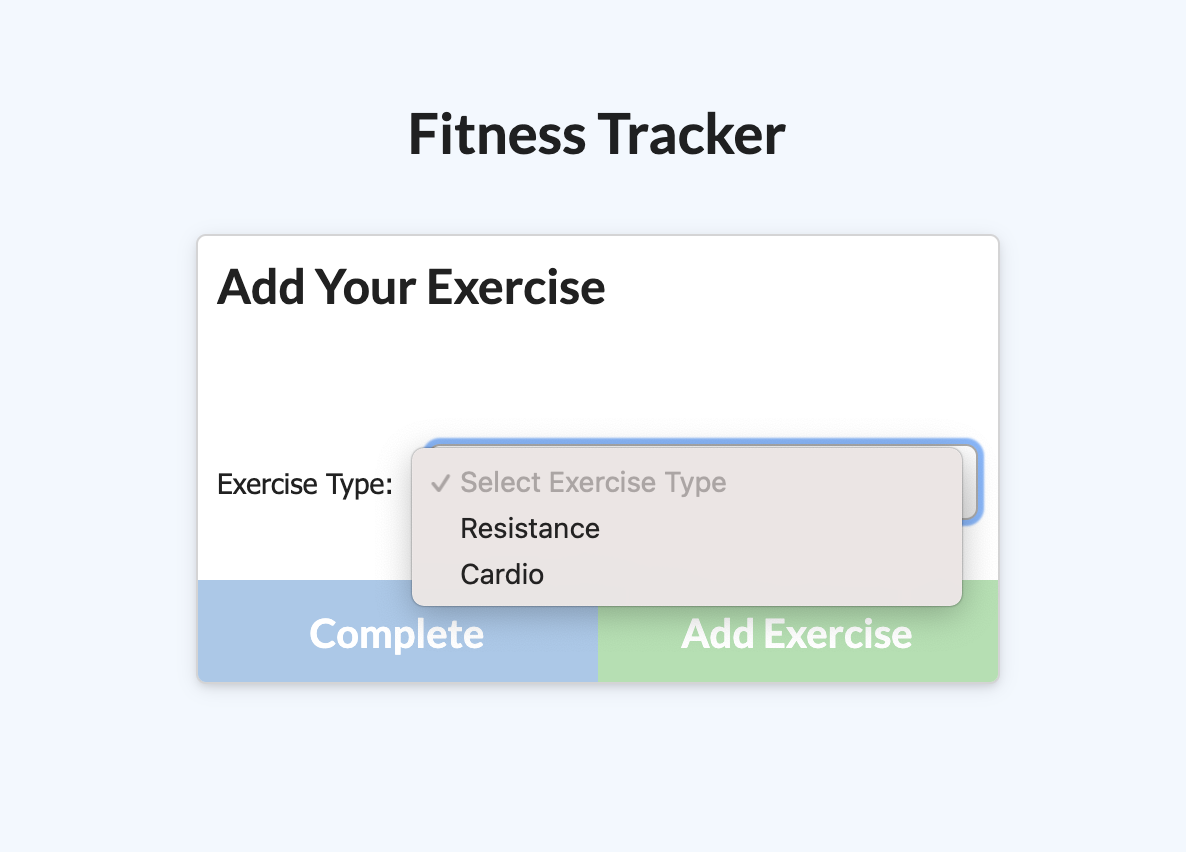 Fitness Tracker
Add Your Exercise
Exercise Type:
✓ Select Exercise Type
Resistance
Cardio
Complete
Add Exercise